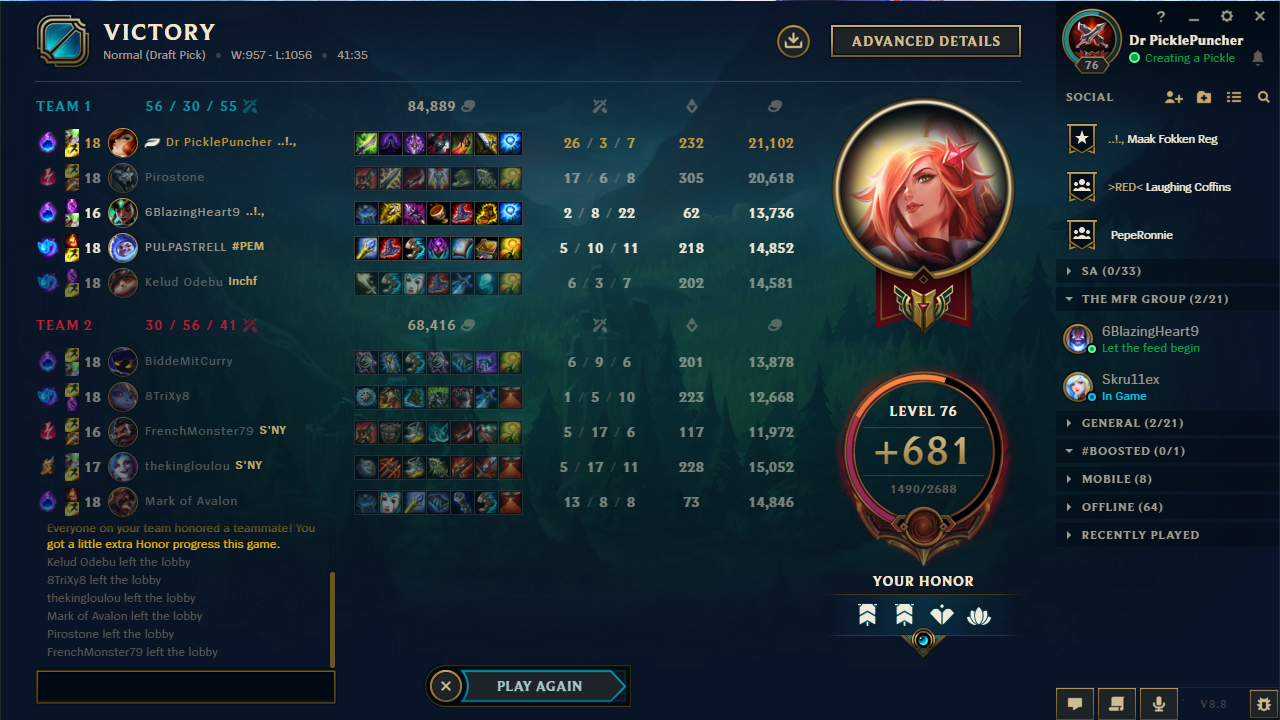 VICTORY
Normal (Draft Pick) • W:957 - L:1056 • 41:35
ADVANCED DETAILS
TEAM 1 56 / 30 / 55 84,889
18 Dr PicklePuncher ..!., 26 / 3 / 7 232 21,102
18 Pirostone 17 / 6 / 8 305 20,618
16 6BlazingHeart9 ..!., 2 / 8 / 22 62 13,736
18 PULPASTRELL #PEM 5 / 10 / 11 218 14,852
18 Kelud Odebu Inchf 6 / 3 / 7 202 14,581
TEAM 2 30 / 56 / 41 68,416
18 BiddeMitCurry 6 / 9 / 6 201 13,878
18 8TriXy8 1 / 5 / 10 223 12,668
16 FrenchMonster79 S'NY 5 / 17 / 6 117 11,972
17 thekingloulou S'NY 5 / 17 / 11 228 15,052
18 Mark of Avalon 13 / 8 / 8 73 14,846
Everyone on your team honored a teammate! You
got a little extra Honor progress this game.
Kelud Odebu left the lobby
8TriXy8 left the lobby
thekingloulou left the lobby
Mark of Avalon left the lobby
Pirostone left the lobby
FrenchMonster79 left the lobby
PLAY AGAIN
LEVEL 76
+681
1490/2688
YOUR HONOR
?
Dr PicklePuncher
Creating a Pickle
76
SOCIAL
..!., Maak Fokken Reg
>RED< Laughing Coffins
PepeRonnie
SA (0/33)
THE MFR GROUP (2/21)
6BlazingHeart9
Let the feed begin
Skru11ex
In Game
GENERAL (2/21)
#BOOSTED (0/1)
MOBILE (8)
OFFLINE (64)
RECENTLY PLAYED
V8.8